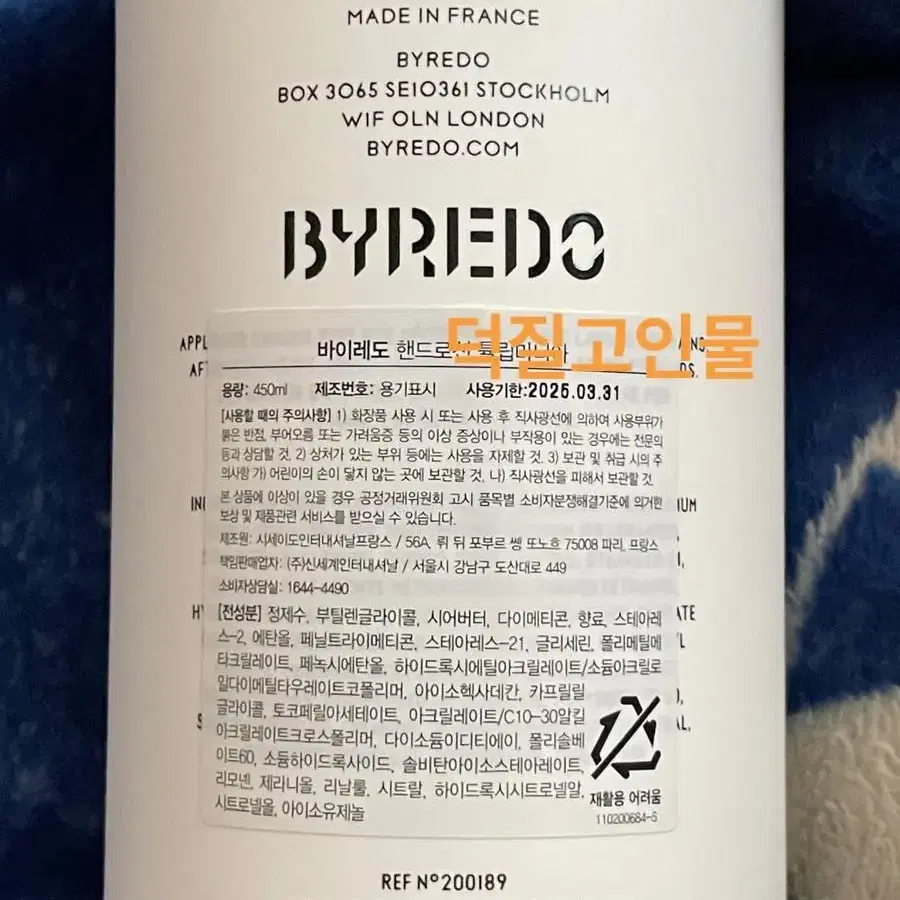 MADE IN FRANCE
BYREDO
BOX 3065 SE10361 STOCKHOLM
W1F OLN LONDON
BYREDO.COM
BYREDO
덕질고인물
바이레도 핸드로션 튤립매니아
용량: 450ml 제조번호: 용기표시 사용기한:2025.03.31
[사용할 때의 주의사항] 1) 화장품 사용 시 또는 사용 후 직사광선에 의하여 사용부위가
붉은 반점, 부어오름 또는 가려움증 등의 이상 증상이나 부작용이 있는 경우에는 전문의
등과 상담할 것. 2) 상처가 있는 부위 등에는 사용을 자제할 것. 3) 보관 및 취급 시의 주
의사항 가) 어린이의 손이 닿지 않는 곳에 보관할 것. 나) 직사광선을 피해서 보관할 것.
본 상품에 이상이 있을 경우 공정거래위원회 고시 품목별 소비자분쟁해결기준에 의거한
보상 및 제품관련 서비스를 받으실 수 있습니다.
제조원: 시세이도인터내셔날프랑스 / 56A, 뤼 뒤 포부르 쌩 또노흐 75008 파리, 프랑스
책임판매업자: (주)신세계인터내셔날 / 서울시 강남구 도산대로 449
소비자상담실: 1644-4490
[전성분] 정제수, 부틸렌글라이콜, 시어버터, 다이메티콘, 향료, 스테아레
스-2, 에탄올, 페닐트라이메티콘, 스테아레스-21, 글리세린, 폴리메틸메
타크릴레이트, 페녹시에탄올, 하이드록시에틸아크릴레이트/소듐아크릴로
일다이메틸타우레이트코폴리머, 아이소헥사데칸, 카프릴릴
글라이콜, 토코페릴아세테이트, 아크릴레이트/C10-30알킬
아크릴레이트크로스폴리머, 다이소듐이디티에이, 폴리솔베
이트60, 소듐하이드록사이드, 솔비탄아이소스테아레이트,
리모넨, 제라니올, 리날룰, 시트랄, 하이드록시시트로넬알,
시트로넬올, 아이소유제놀
재활용 어려움
110200684-S
REF N°200189